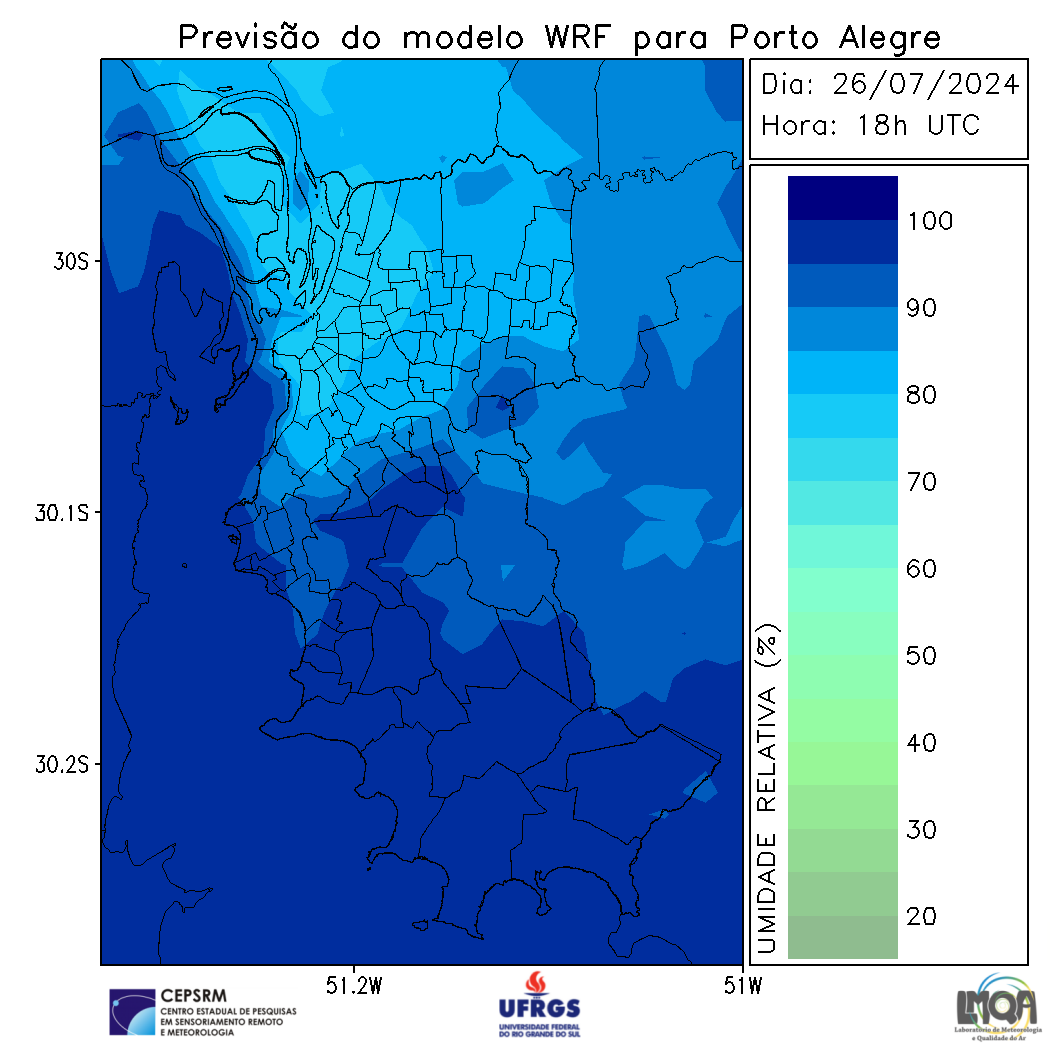 Previsão do modelo WRF para Porto Alegre
Dia: 26/07/2024
Hora: 18h UTC
30S
30.1S
30.2S
51.2W
51W
UMIDADE RELATIVA (%)
100
90
80
70
60
50
40
30
20
CEPSRM
CENTRO ESTADUAL DE PESQUISAS
EM SENSORIAMENTO REMOTO
E METEOROLOGIA
UFRGS
UNIVERSIDADE FEDERAL
DO RIO GRANDE DO SUL
LMQA
Laboratório de Meteorologia
e Qualidade do Ar